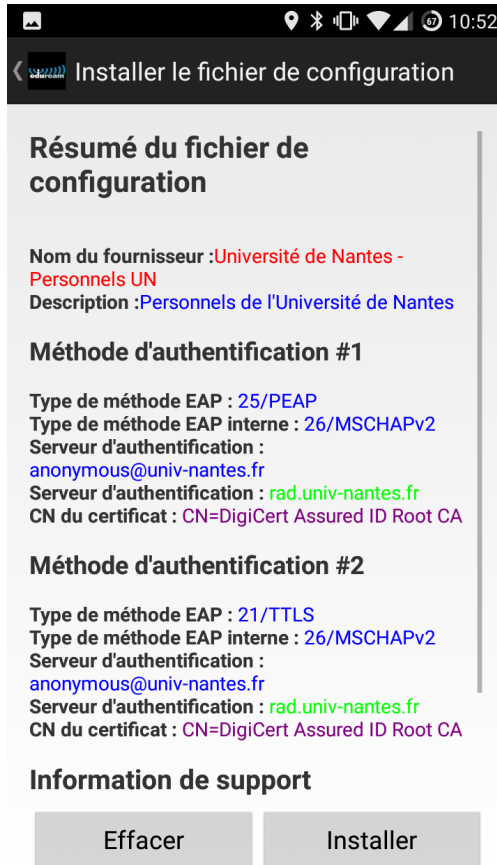 67 10:52
eduroam Installer le fichier de configuration
Résumé du fichier de
configuration
Nom du fournisseur :Université de Nantes -
Personnels UN
Description :Personnels de l'Université de Nantes
Méthode d'authentification #1
Type de méthode EAP : 25/PEAP
Type de méthode EAP interne : 26/MSCHAPv2
Serveur d'authentification :
anonymous@univ-nantes.fr
Serveur d'authentification : rad.univ-nantes.fr
CN du certificat : CN=DigiCert Assured ID Root CA
Méthode d'authentification #2
Type de méthode EAP : 21/TTLS
Type de méthode EAP interne : 26/MSCHAPv2
Serveur d'authentification :
anonymous@univ-nantes.fr
Serveur d'authentification : rad.univ-nantes.fr
CN du certificat : CN=DigiCert Assured ID Root CA
Information de support
Effacer Installer